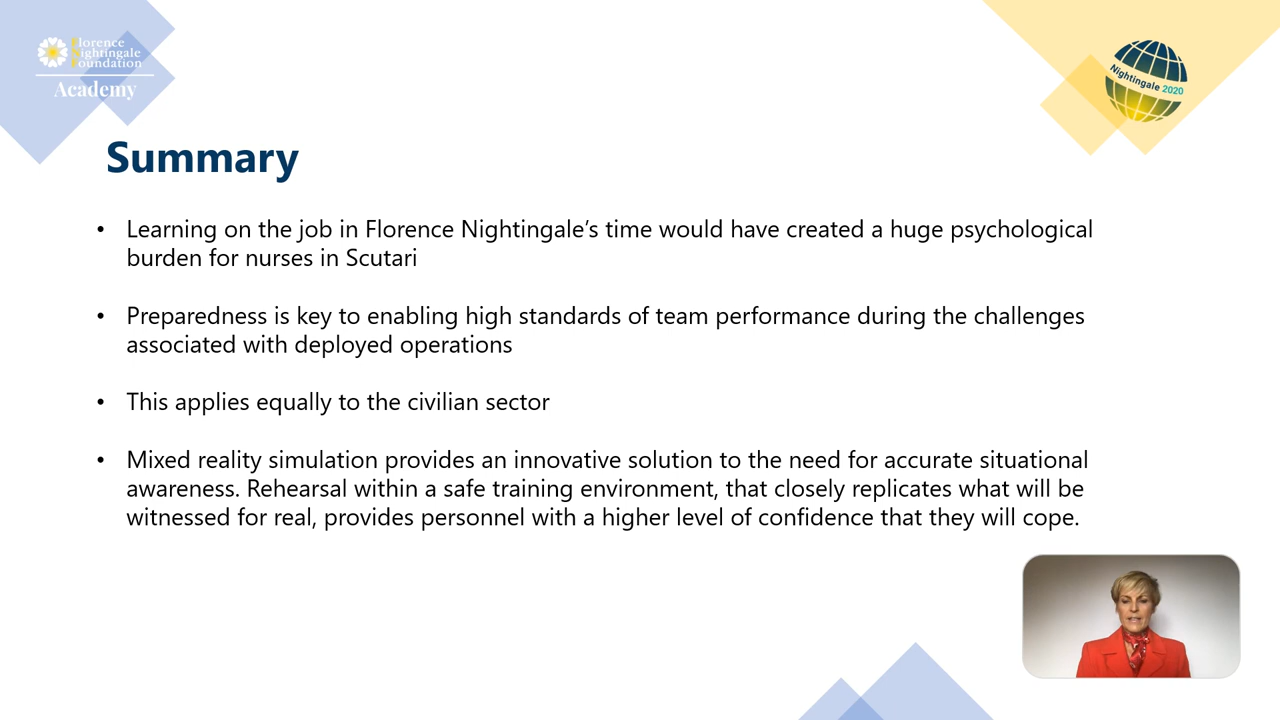 Florence
Nightingale
Foundation
Academy
Nightingale 2020
Summary
• Learning on the job in Florence Nightingale’s time would have created a huge psychological
burden for nurses in Scutari
• Preparedness is key to enabling high standards of team performance during the challenges
associated with deployed operations
• This applies equally to the civilian sector
• Mixed reality simulation provides an innovative solution to the need for accurate situational
awareness. Rehearsal within a safe training environment, that closely replicates what will be
witnessed for real, provides personnel with a higher level of confidence that they will cope.